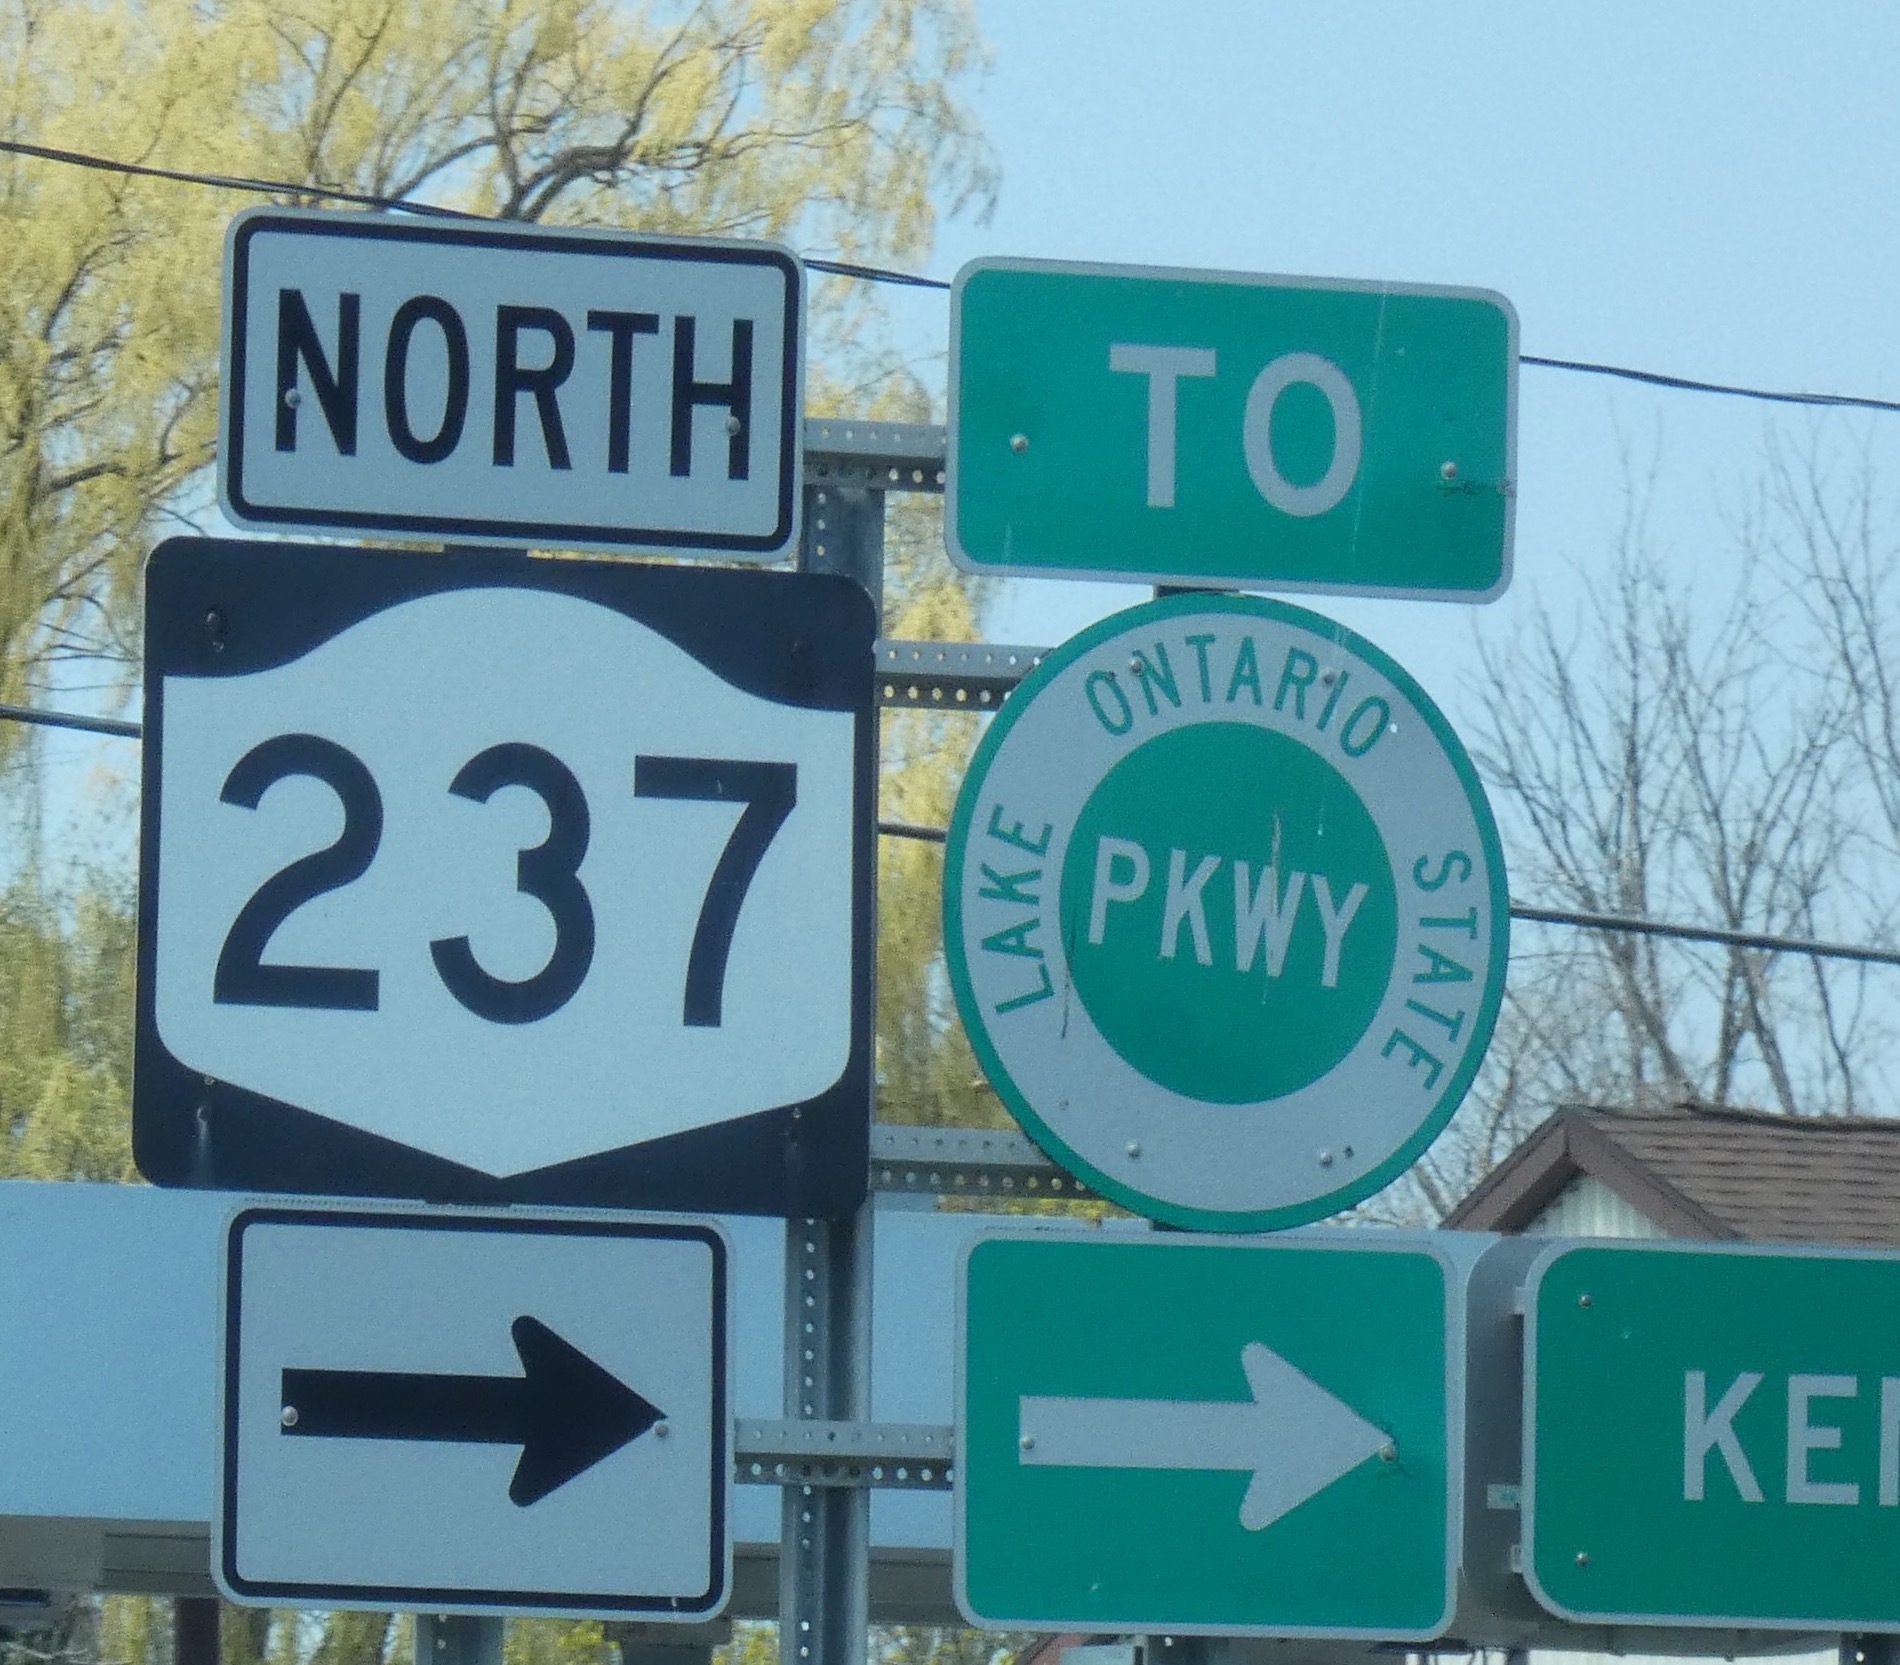 NORTH
237
TO
LAKE ONTARIO STATE
PKWY